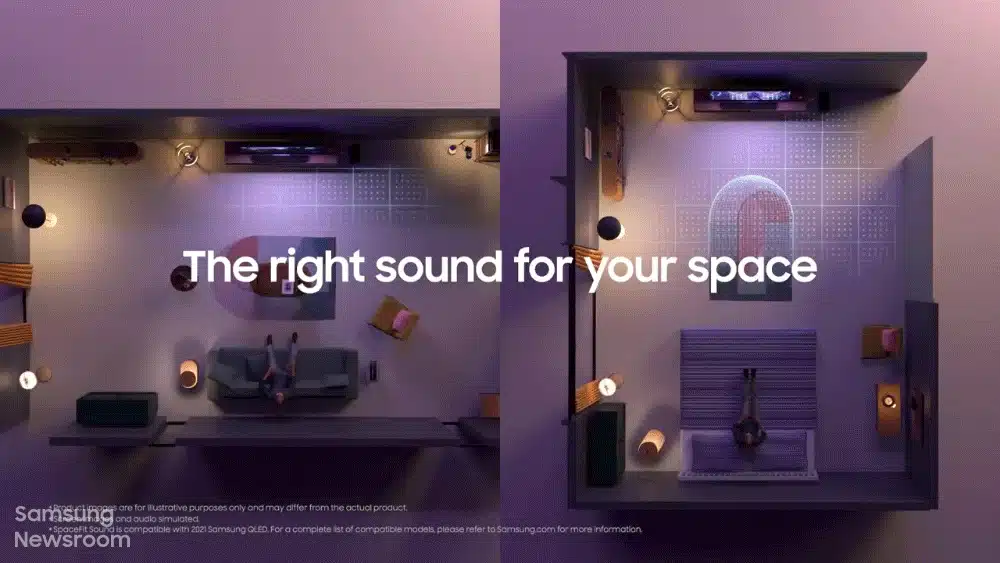 The right sound for your space
• Product images are for illustrative purposes only and may differ from the actual product.
and audio simulated.
• SpaceFit Sound is compatible with 2021 Samsung QLED. For a complete list of compatible models, please refer to Samsung.com for more information.
Samsung
Newsroom